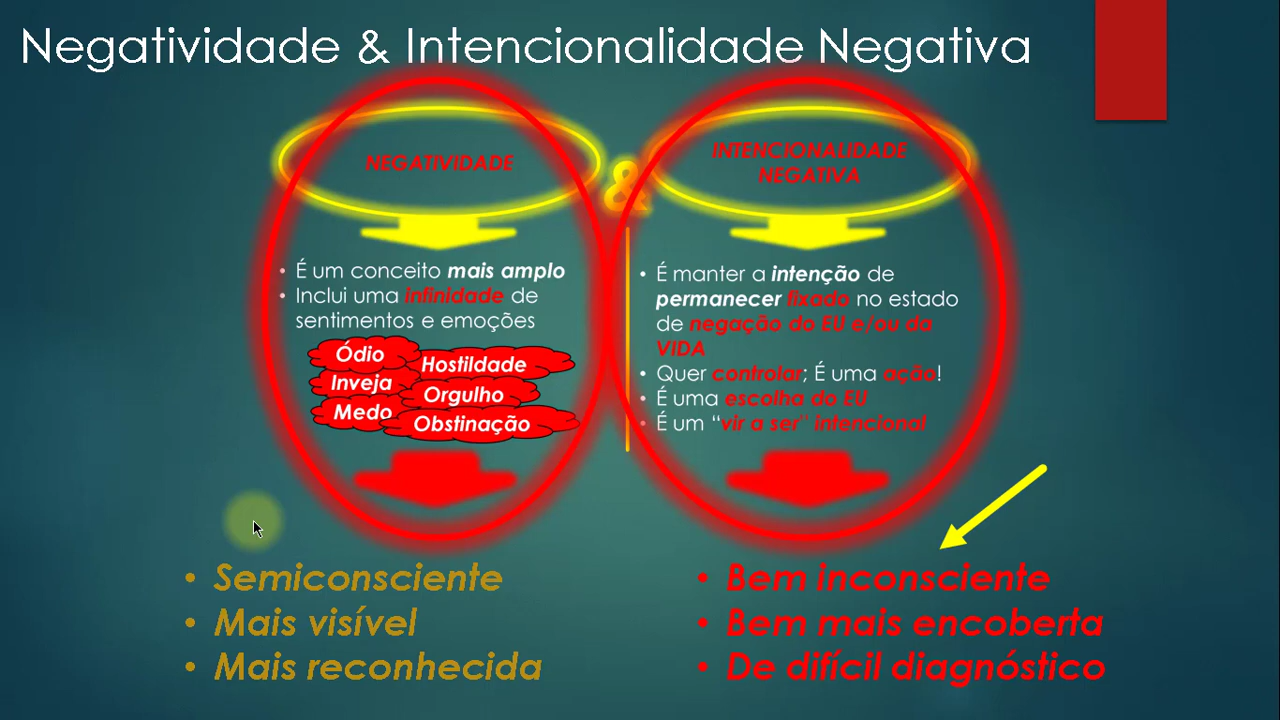 Negatividade & Intencionalidade Negativa
NEGATIVIDADE
&
INTENCIONALIDADE
NEGATIVA
• É um conceito mais amplo
• Inclui uma infinidade de
sentimentos e emoções
Ódio
Hostildade
Inveja
Orgulho
Medo
Obstinação
• É manter a intenção de
permanecer fixado no estado
de negação do EU e/ou da
VIDA
• Quer controlar; É uma ação!
• É uma escolha do EU
• É um “vir a ser” intencional
• Semiconsciente
• Mais visível
• Mais reconhecida
• Bem inconsciente
• Bem mais encoberta
• De difícil diagnóstico